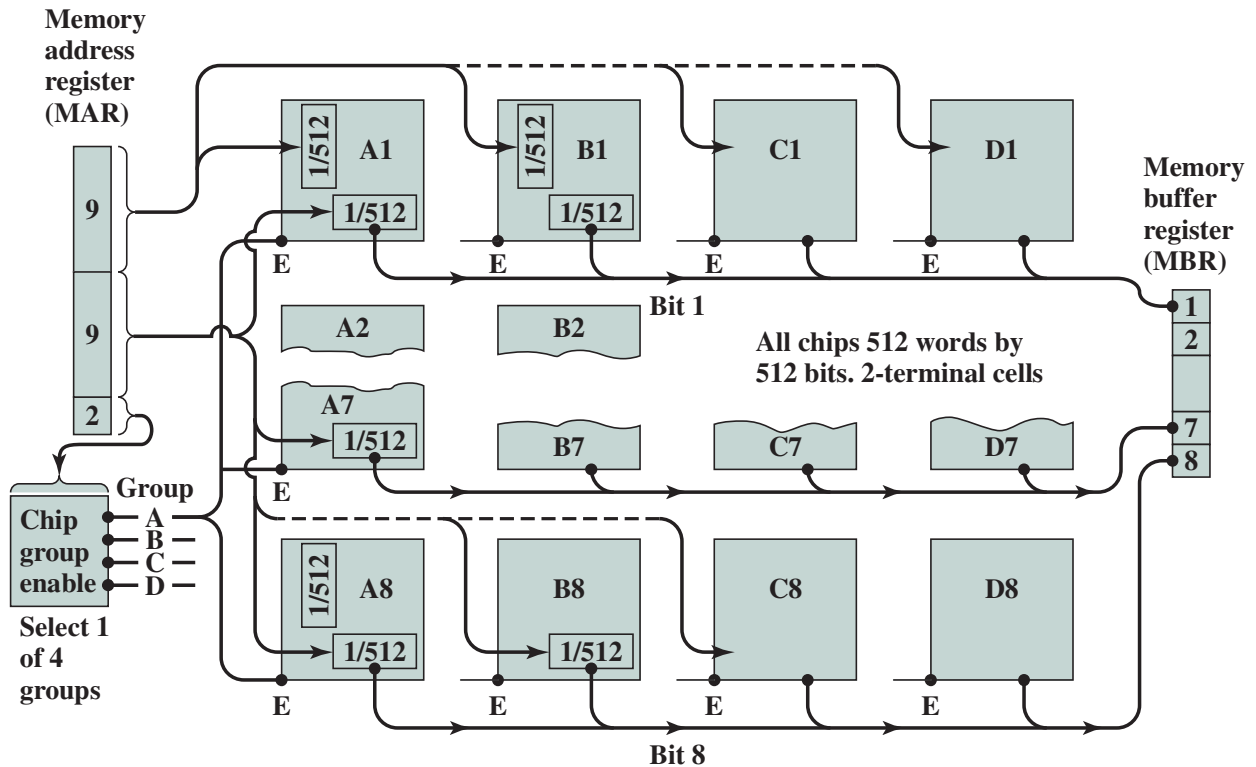 Memory
address
register
(MAR)
9
9
2
1/512
A1
1/512
E
1/512
B1
1/512
E
C1
E
D1
E
Memory
buffer
register
(MBR)
Bit 1
1
2
7
8
A2
B2
All chips 512 words by
512 bits. 2-terminal cells
A7
1/512
E
B7
C7
D7
Group
A
B
C
D
Chip
group
enable
Select 1
of 4
groups
1/512
A8
1/512
E
B8
1/512
E
C8
E
D8
E
Bit 8